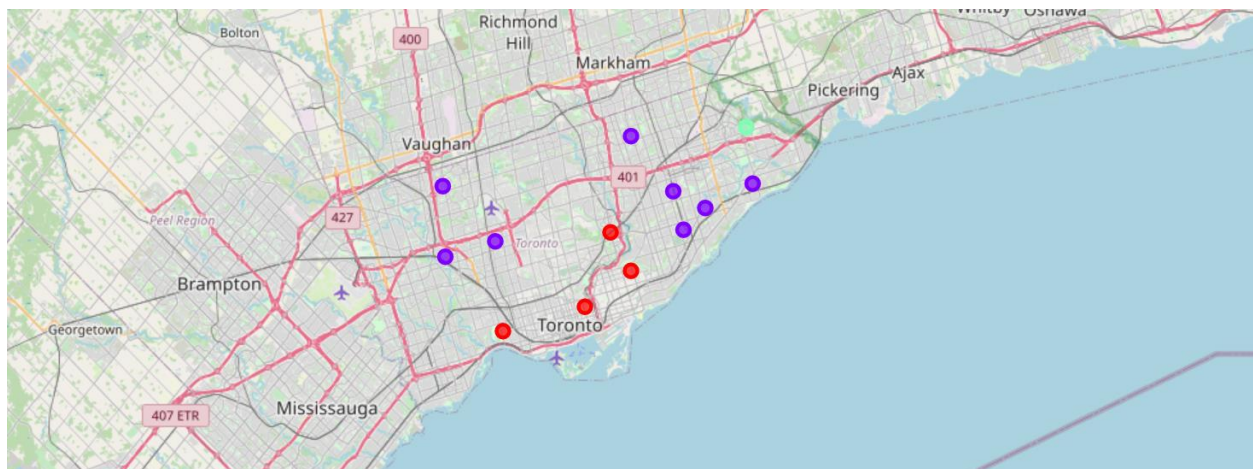 Whitby
Oshawa
Richmond
Hill
Bolton
400
Markham
Ajax
Pickering
Vaughan
401
Peel Region
427
Toronto
Brampton
Georgetown
Toronto
Mississauga
407 ETR